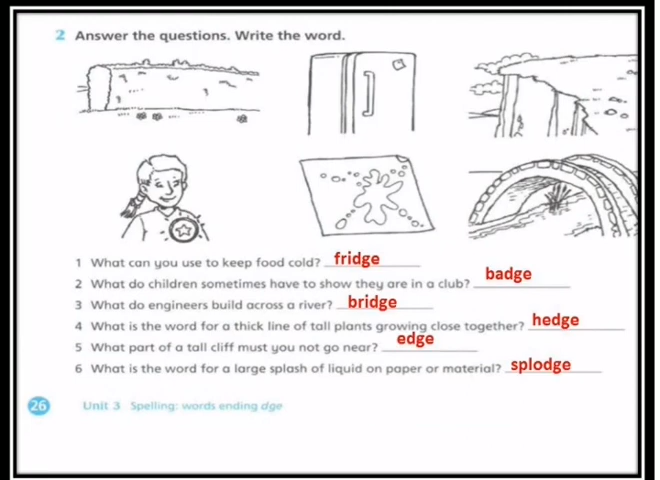 2 Answer the questions. Write the word.
1 What can you use to keep food cold? fridge
2 What do children sometimes have to show they are in a club? badge
3 What do engineers build across a river? bridge
4 What is the word for a thick line of tall plants growing close together? hedge
5 What part of a tall cliff must you not go near? edge
6 What is the word for a large splash of liquid on paper or material? splodge
26 Unit 3 Spelling: words ending dge